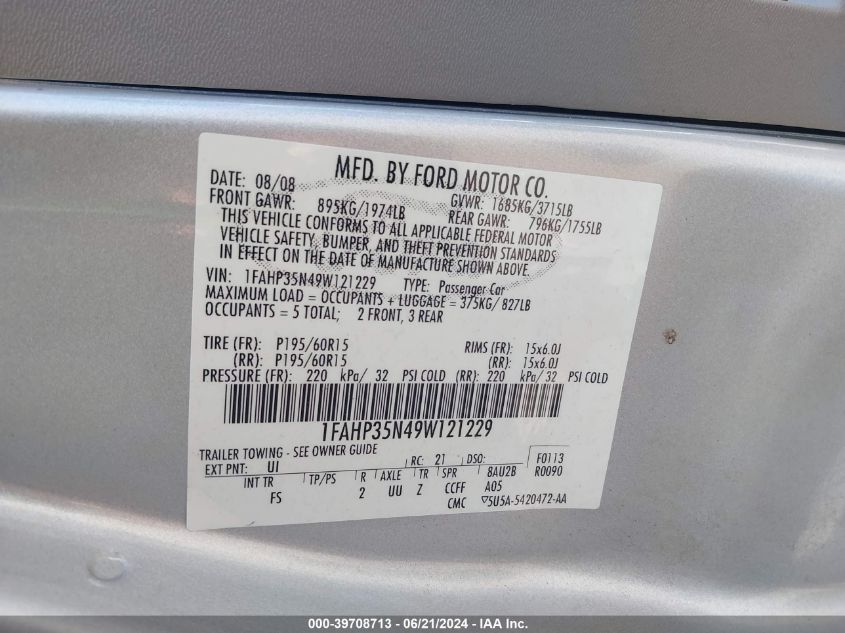 MFD. BY FORD MOTOR CO.
DATE: 08/08 GVWR: 1685KG/3715LB
FRONT GAWR: 895KG/1974LB REAR GAWR: 796KG/1755LB
THIS VEHICLE CONFORMS TO ALL APPLICABLE FEDERAL MOTOR
VEHICLE SAFETY, BUMPER, AND THEFT PREVENTION STANDARDS
IN EFFECT ON THE DATE OF MANUFACTURE SHOWN ABOVE.
VIN: 1FAHP35N49W121229 TYPE: Passenger Car
MAXIMUM LOAD = OCCUPANTS + LUGGAGE = 375KG/ 827LB
OCCUPANTS = 5 TOTAL; 2 FRONT, 3 REAR
TIRE (FR): P195/60R15 RIMS (FR): 15x6.0J
(RR): P195/60R15 (RR): 15x6.0J
PRESSURE (FR): 220 kPa/ 32 PSI COLD (RR): 220 kPa/ 32 PSI COLD
1FAHP35N49W121229
TRAILER TOWING - SEE OWNER GUIDE
EXT PNT: UI RC: 21 DSO: F0113
INT TR TP/PS R AXLE TR SPR 8AU2B R0090
FS 2 UU Z CCFF A05
CMC 5U5A-5420472-AA
000-39708713 - 06/21/2024 - IAA Inc.